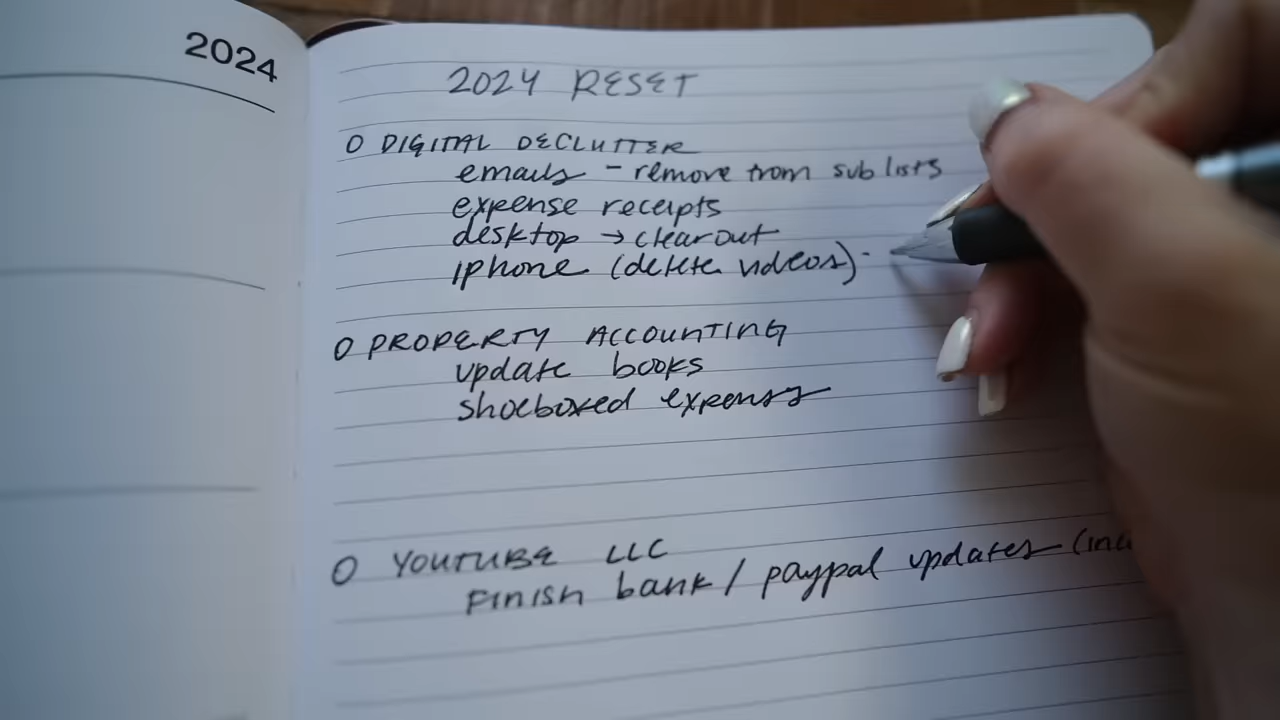 2024
2024 RESET
O DIGITAL DECLUTTER
emails - remove from sub lists
expense receipts
desktop → clear out
iphone (delete videos) -
O PROPERTY ACCOUNTING
update books
shoeboxed expenses
O YOUTUBE LLC
FINISH bank / paypal updates